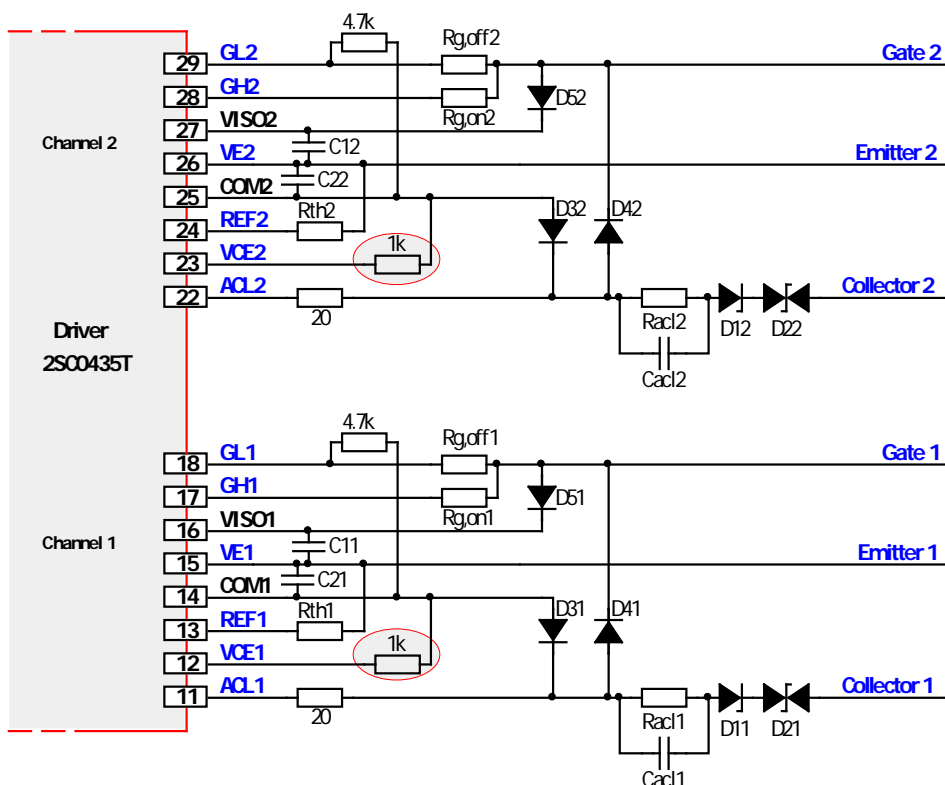 4.7k
Rg,off2
29 GL2 Gate 2
28 GH2
D52
Rg,on2
27 VISO2
Channel 2
C12
26 VE2 Emitter 2
C22
25 COM2
Rth2 D32 D42
24 REF2
1k
23 VCE2
22 ACL2 Collector 2
20
Racl2 D12 D22
Driver
2SC0435T
Cacl2
4.7k
Rg,off1
18 GL1 Gate 1
17 GH1
D51
Rg,on1
16 VISO1
Channel 1
C11
15 VE1 Emitter 1
C21
14 COM1
Rth1 D31 D41
13 REF1
1k
12 VCE1
11 ACL1 Collector 1
20
Racl1 D11 D21
Cacl1